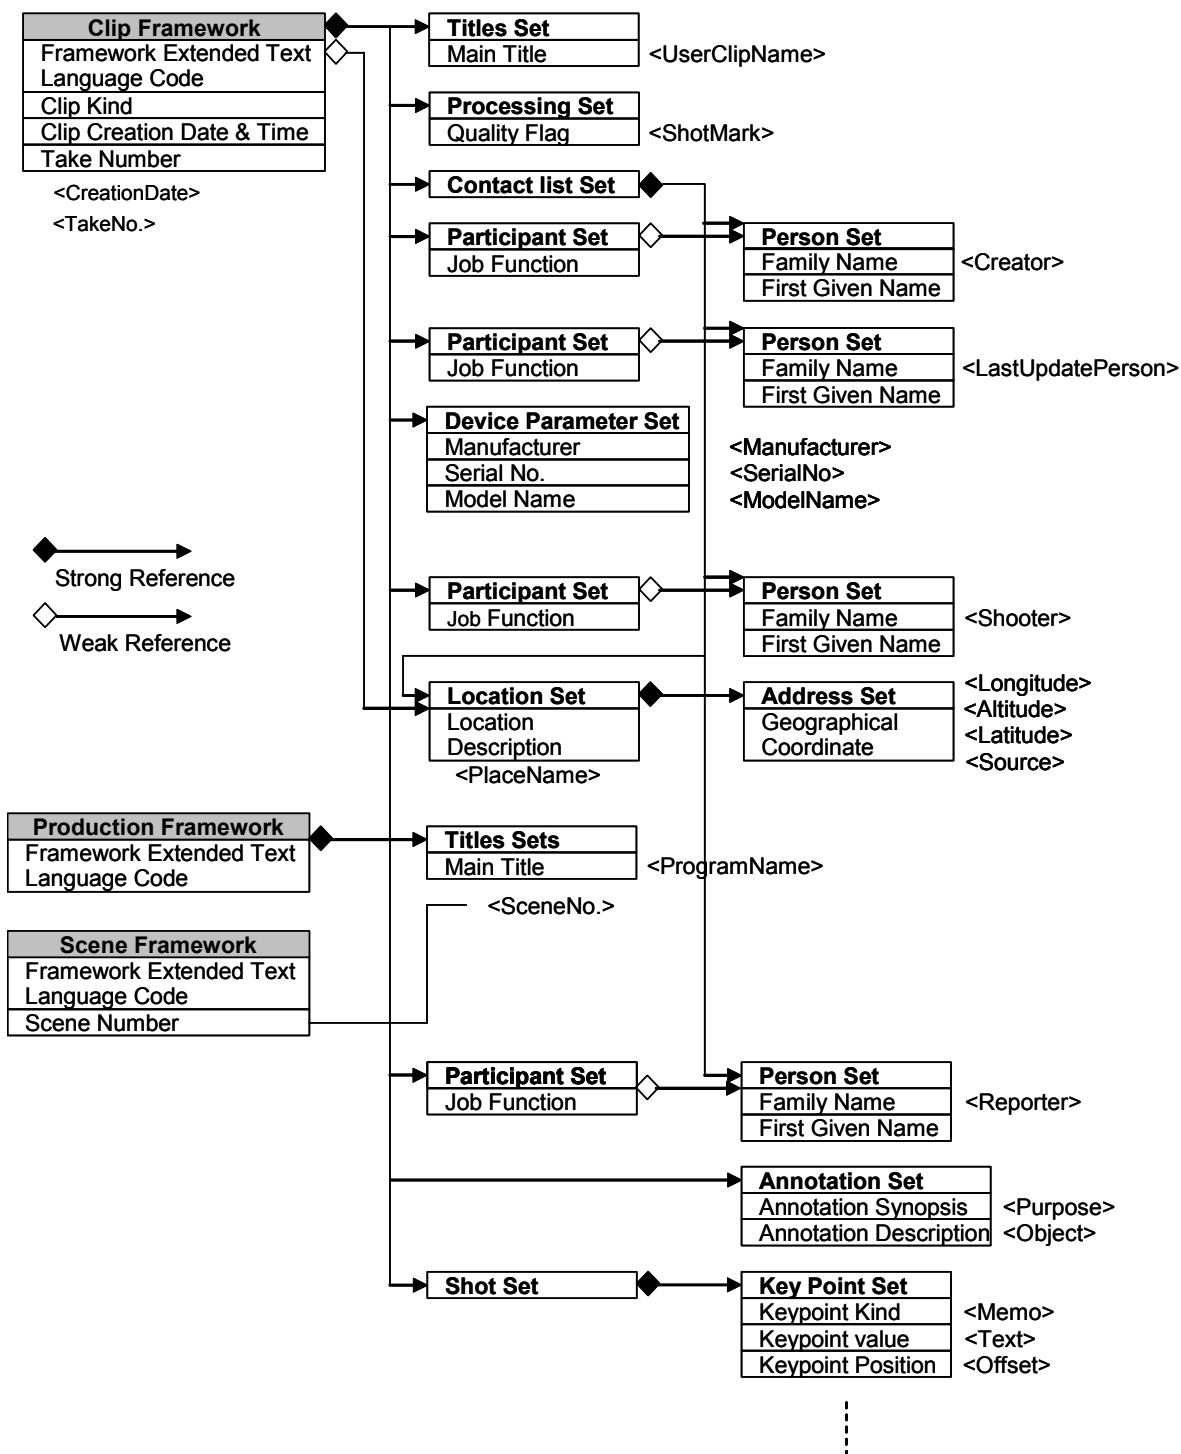 Clip Framework
Framework Extended Text
Language Code
Clip Kind
Clip Creation Date & Time
Take Number
<CreationDate>
<TakeNo.>
Titles Set
Main Title
<UserClipName>
Processing Set
Quality Flag
<ShotMark>
Contact list Set
Participant Set
Job Function
Person Set
Family Name
First Given Name
<Creator>
Participant Set
Job Function
Person Set
Family Name
First Given Name
<LastUpdatePerson>
Device Parameter Set
Manufacturer
Serial No.
Model Name
<Manufacturer>
<SerialNo>
<ModelName>
Strong Reference
Weak Reference
Participant Set
Job Function
Person Set
Family Name
First Given Name
<Shooter>
Location Set
Location
Description
<PlaceName>
Address Set
Geographical
Coordinate
<Longitude>
<Altitude>
<Latitude>
<Source>
Production Framework
Framework Extended Text
Language Code
Titles Sets
Main Title
<ProgramName>
<SceneNo.>
Scene Framework
Framework Extended Text
Language Code
Scene Number
Participant Set
Job Function
Person Set
Family Name
First Given Name
<Reporter>
Annotation Set
Annotation Synopsis
Annotation Description
<Purpose>
<Object>
Shot Set
Key Point Set
Keypoint Kind
Keypoint value
Keypoint Position
<Memo>
<Text>
<Offset>